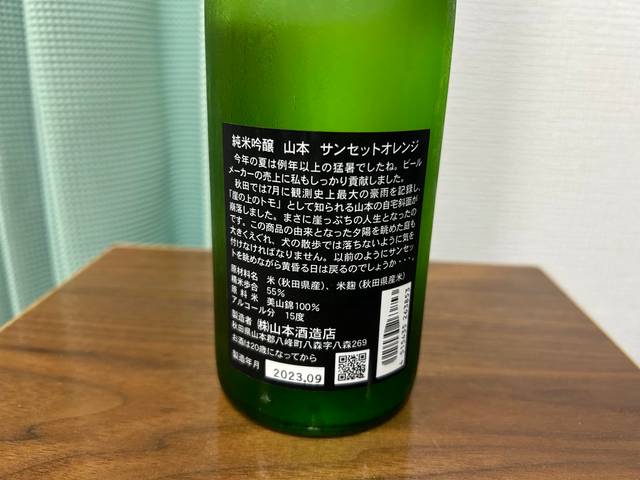 純米吟醸 山本 サンセットオレンジ
今年の夏は例年以上の猛暑でしたね。ビール
メーカーの売上に私もしっかり貢献しました。
秋田では7月に観測史上最大の豪雨を記録し、
「崖の上のトモ」として知られる山本の自宅斜面が
崩落しました。まさに崖っぷちの人生となったの
です。この商品の由来となった夕陽を眺めた庭も
大きくえぐれ、犬の散歩では落ちないように気を
付けなければなりません。以前のようにサンセッ
トを眺めながら黄昏る日は戻るのでしょうか・・・。
原材料名 米(秋田県産)、米麹(秋田県産米)
精米歩合 55%
原料米 美山錦100%
アルコール分 15度
製造者 ㈱山本酒造店
秋田県山本郡八峰町八森字八森269
お酒は20歳になってから
製造年月 2023.09